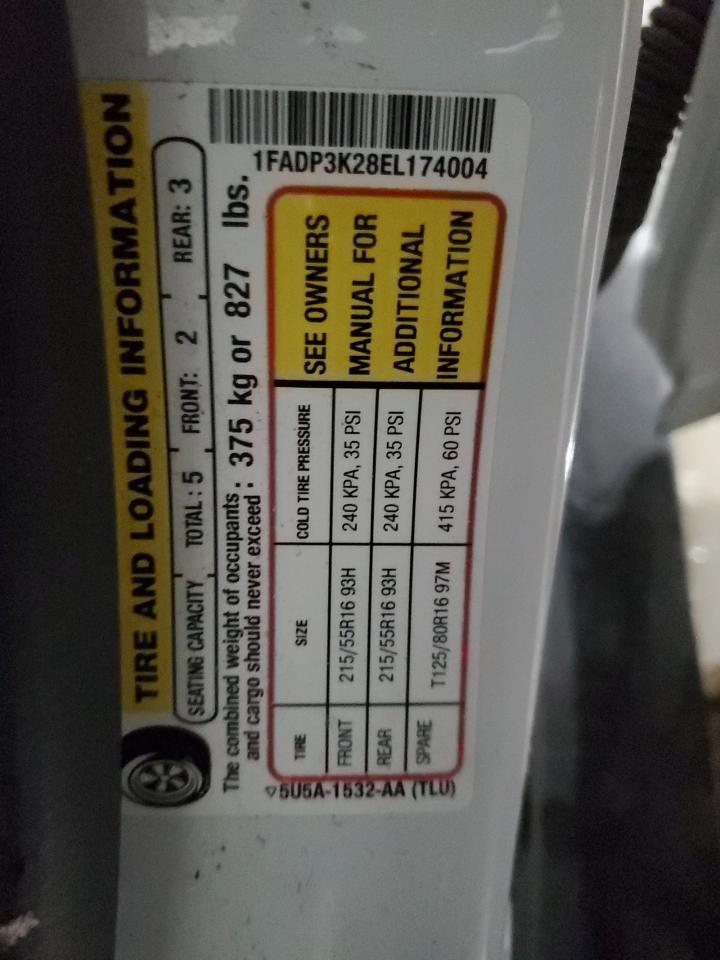 TIRE AND LOADING INFORMATION
SEATING CAPACITY TOTAL: 5 FRONT: 2 REAR: 3
The combined weight of occupants
and cargo should never exceed : 375 kg or 827 lbs.
TIRE SIZE COLD TIRE PRESSURE
FRONT 215/55R16 93H 240 KPA, 35 PSI
REAR 215/55R16 93H 240 KPA, 35 PSI
SPARE T125/80R16 97M 415 KPA, 60 PSI
SEE OWNERS
MANUAL FOR
ADDITIONAL
INFORMATION
1FADP3K28EL174004
5U5A-1532-AA (TLU)